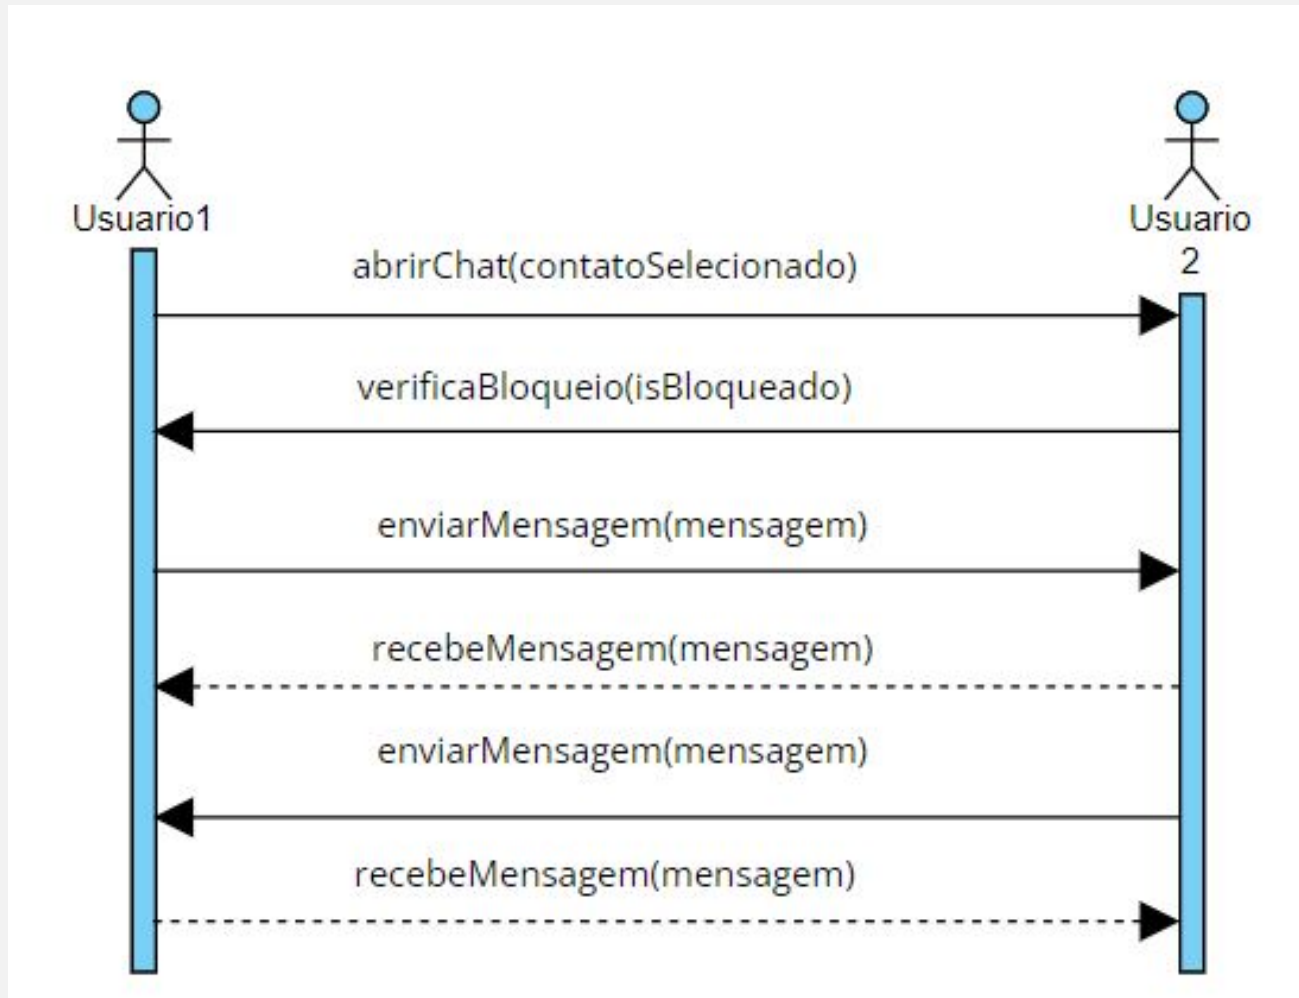 Usuario1
Usuario
2
abrirChat(contatoSelecionado)
verificaBloqueio(isBloqueado)
enviarMensagem(mensagem)
recebeMensagem(mensagem)
enviarMensagem(mensagem)
recebeMensagem(mensagem)